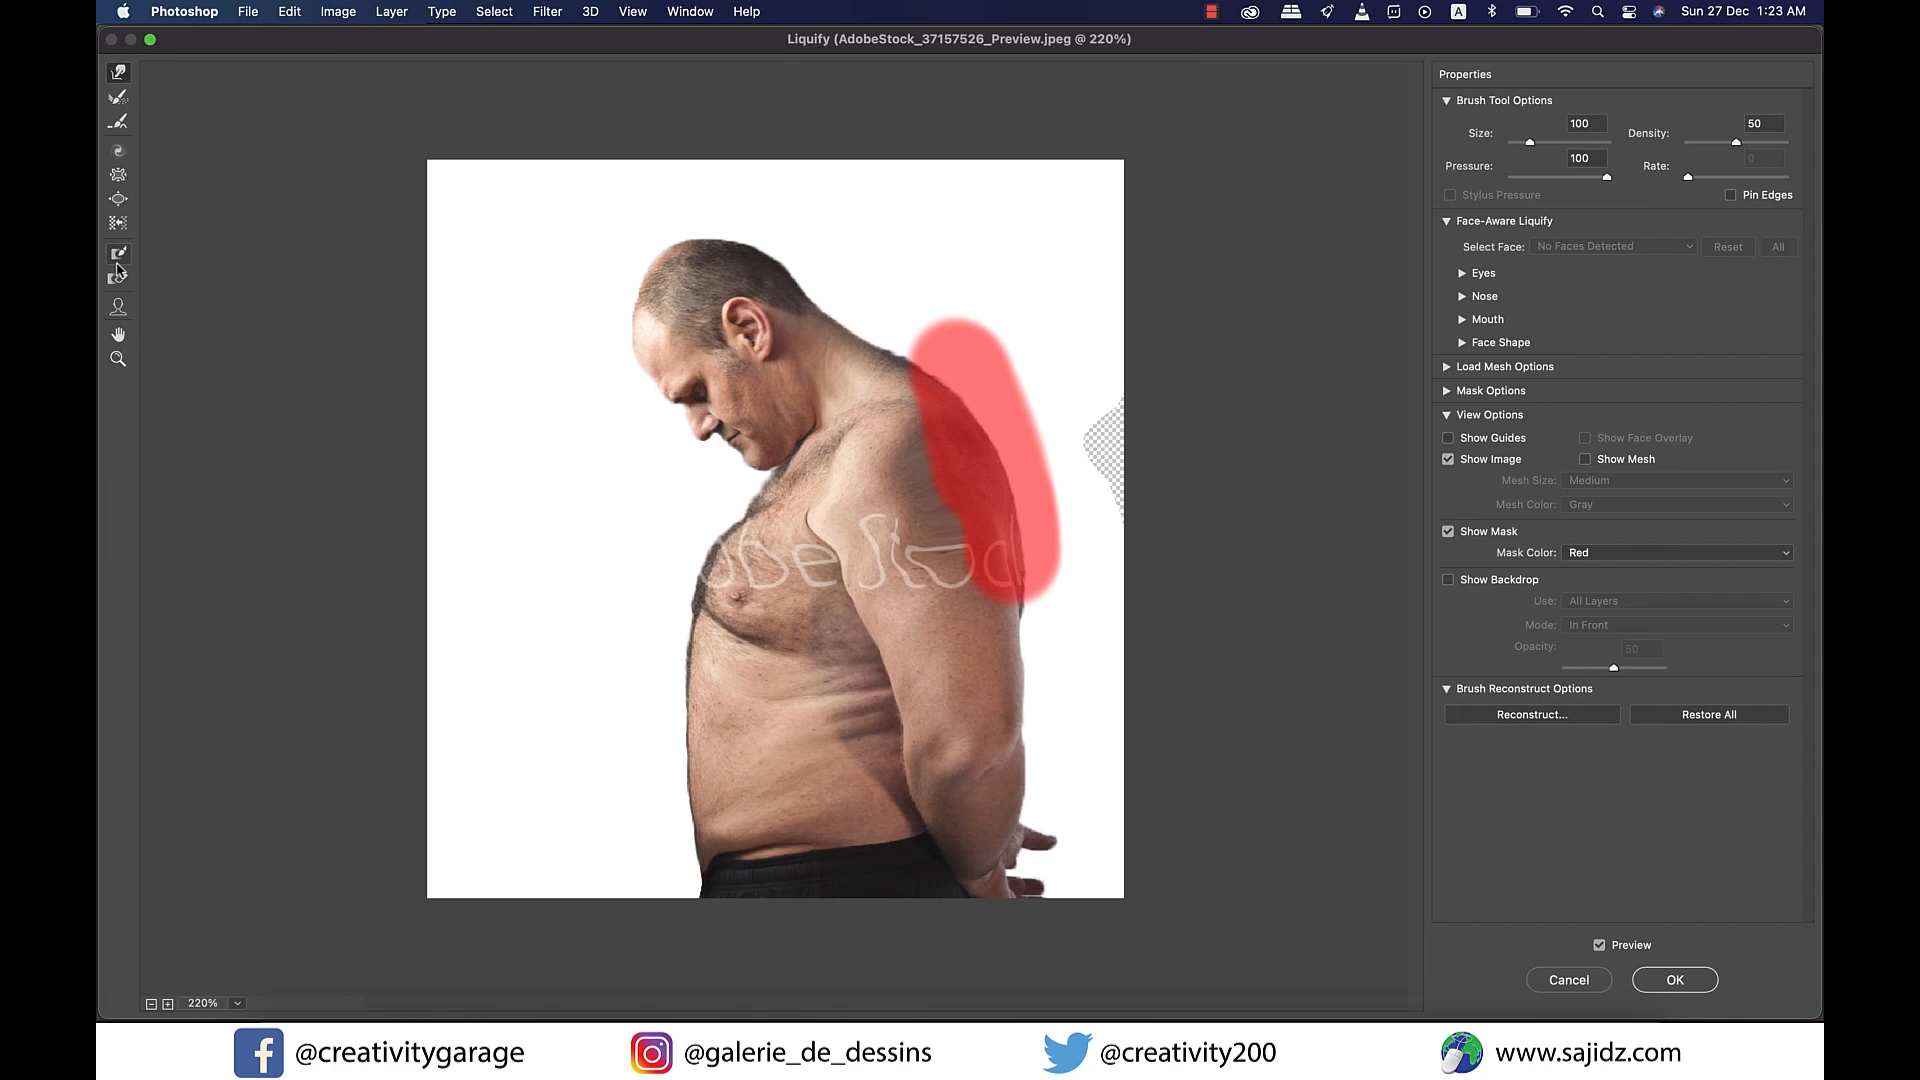 Photoshop File Edit Image Layer Type Select Filter 3D View Window Help A Sun 27 Dec 1:23 AM
Liquify (AdobeStock_37157526_Preview.jpeg @ 220%)
Properties
Brush Tool Options
Size: 100 Density: 50
Pressure: 100 Rate: 0
Stylus Pressure Pin Edges
Face-Aware Liquify
Select Face: No Faces Detected Reset All
Eyes
Nose
Mouth
Face Shape
Load Mesh Options
Mask Options
View Options
Show Guides Show Face Overlay
Show Image Show Mesh
Mesh Size: Medium
Mesh Color: Gray
Show Mask
Mask Color: Red
Show Backdrop
Use: All Layers
Mode: In Front
Opacity: 50
Brush Reconstruct Options
Reconstruct... Restore All
Preview
Cancel OK
220%
@creativitygarage @galerie_de_dessins @creativity200 www.sajidz.com